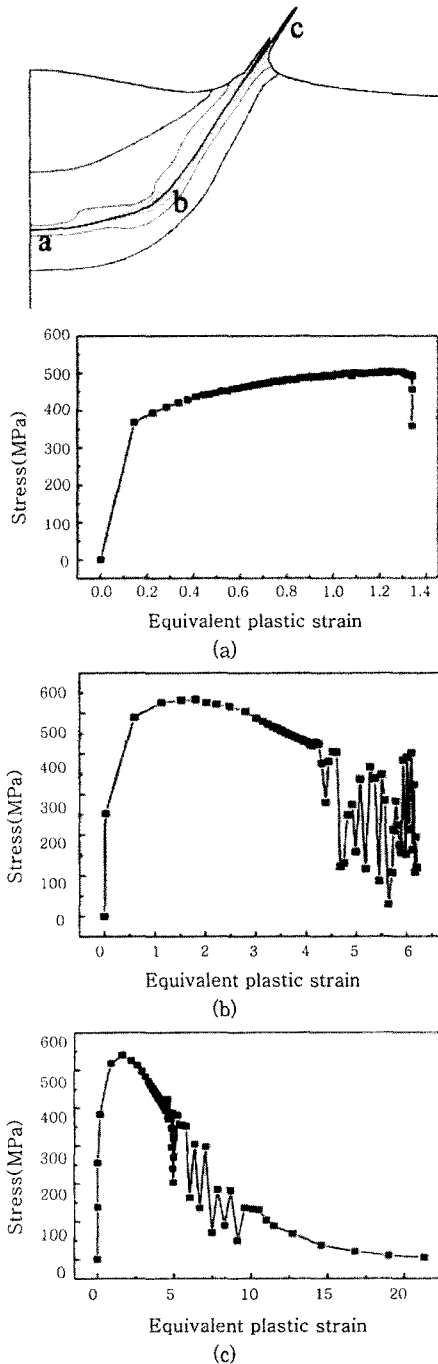 c
b
a
600
500
400
300
200
100
0
Stress(MPa)
0.0 0.2 0.4 0.6 0.8 1.0 1.2 1.4
Equivalent plastic strain
(a)
600
500
400
300
200
100
0
Stress(MPa)
0 1 2 3 4 5 6
Equivalent plastic strain
(b)
600
500
400
300
200
100
0
Stress(MPa)
0 5 10 15 20
Equivalent plastic strain
(c)